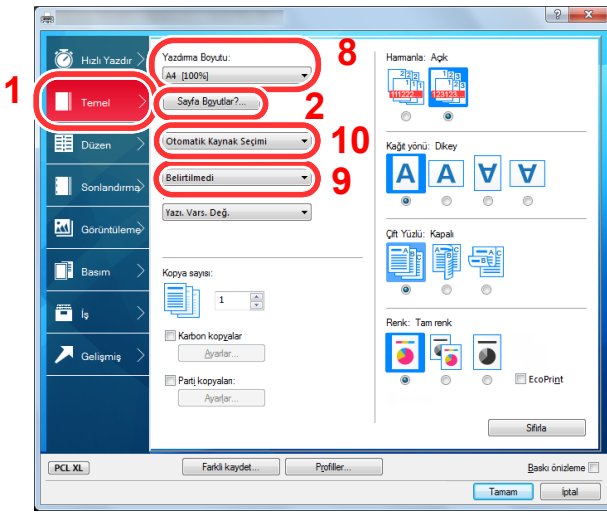 Hızlı Yazdır
1
Temel
Düzen
Sonlandırma
Görüntüleme
Basım
İş
Gelişmiş
Yazdırma Boyutu:
8
A4 [100%]
Sayfa Boyutlar?...
2
Otomatik Kaynak Seçimi
10
Belirtilmedi
9
Yazı. Vars. Değ.
Kopya sayısı:
1
Karbon kopyalar
Ayarlar...
Parti kopyaları:
Ayarlar...
Harmanla: Açık
Kağıt yönü: Dikey
Çift Yüzlü: Kapalı
Renk: Tam renk
EcoPrint
Sıfırla
PCL XL
Farklı kaydet...
Profiller...
Baskı önizleme
Tamam
İptal